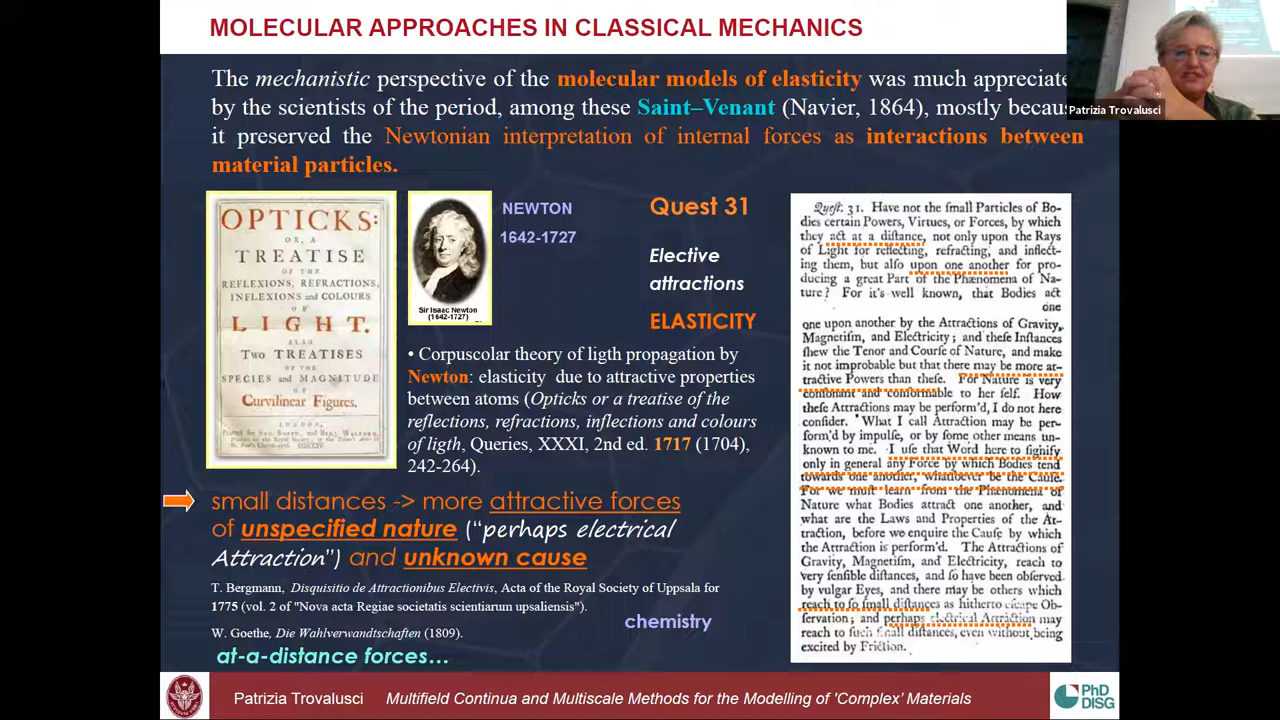 MOLECULAR APPROACHES IN CLASSICAL MECHANICS
Patrizia Trovalusci
The mechanistic perspective of the molecular models of elasticity was much appreciate
by the scientists of the period, among these Saint–Venant (Navier, 1864), mostly becau
it preserved the Newtonian interpretation of internal forces as interactions between
material particles.
OPTICKS:
OR, A
TREATISE
OF THE
REFLEXIONS, REFRACTIONS,
INFLEXIONS and COLOURS
OF
LIGHT.
ALSO
Two TREATISES
OF THE
SPECIES and MAGNITUDE
OF
Curvilinear Figures.
LONDON,
Sir Isaac Newton
(1642-1727)
NEWTON
1642-1727
Quest 31
Elective
attractions
ELASTICITY
• Corpuscolar theory of ligth propagation by
Newton: elasticity due to attractive properties
between atoms (Opticks or a treatise of the
reflections, refractions, inflections and colours
of ligth, Queries, XXXI, 2nd ed. 1717 (1704),
242-264).
Quest. 31. Have not the small Particles of Bo-
dies certain Powers, Virtues, or Forces, by which
they act at a distance, not only upon the Rays
of Light for reflecting, refracting, and inflect-
ing them, but also upon one another for pro-
ducing a great Part of the Phænomena of Na-
ture? For it's well known, that Bodies act
one
one upon another by the Attractions of Gravity,
Magnetism, and Electricity; and these Instances
shew the Tenor and Course of Nature, and make
it not improbable but that there may be more at-
tractive Powers than these. For Nature is very
consonant and conformable to her self. How
these Attractions may be perform'd, I do not here
consider. What I call Attraction may be per-
form'd by impulse, or by some other means un-
known to me. I use that Word here to signify
only in general any Force by which Bodies tend
towards one another, whatsoever be the Cause.
For we must learn from the Phænomena of
Nature what Bodies attract one another, and
what are the Laws and Properties of the At-
traction, before we enquire the Cause by which
the Attraction is perform'd. The Attractions of
Gravity, Magnetism, and Electricity, reach to
very sensible distances, and so have been observed
by vulgar Eyes, and there may be others which
reach to so small distances as hitherto escape Ob-
servation; and perhaps electrical Attraction may
reach to such small distances, even without being
excited by Friction.
small distances -> more attractive forces
of unspecified nature (“perhaps electrical
Attraction”) and unknown cause
T. Bergmann, Disquisitio de Attractionibus Electivis, Acta of the Royal Society of Uppsala for
1775 (vol. 2 of "Nova acta Regiae societatis scientiarum upsaliensis").
chemistry
W. Goethe, Die Wahlverwandtschaften (1809).
at-a-distance forces…
Patrizia Trovalusci Multifield Continua and Multiscale Methods for the Modelling of 'Complex' Materials
PhD
DISG